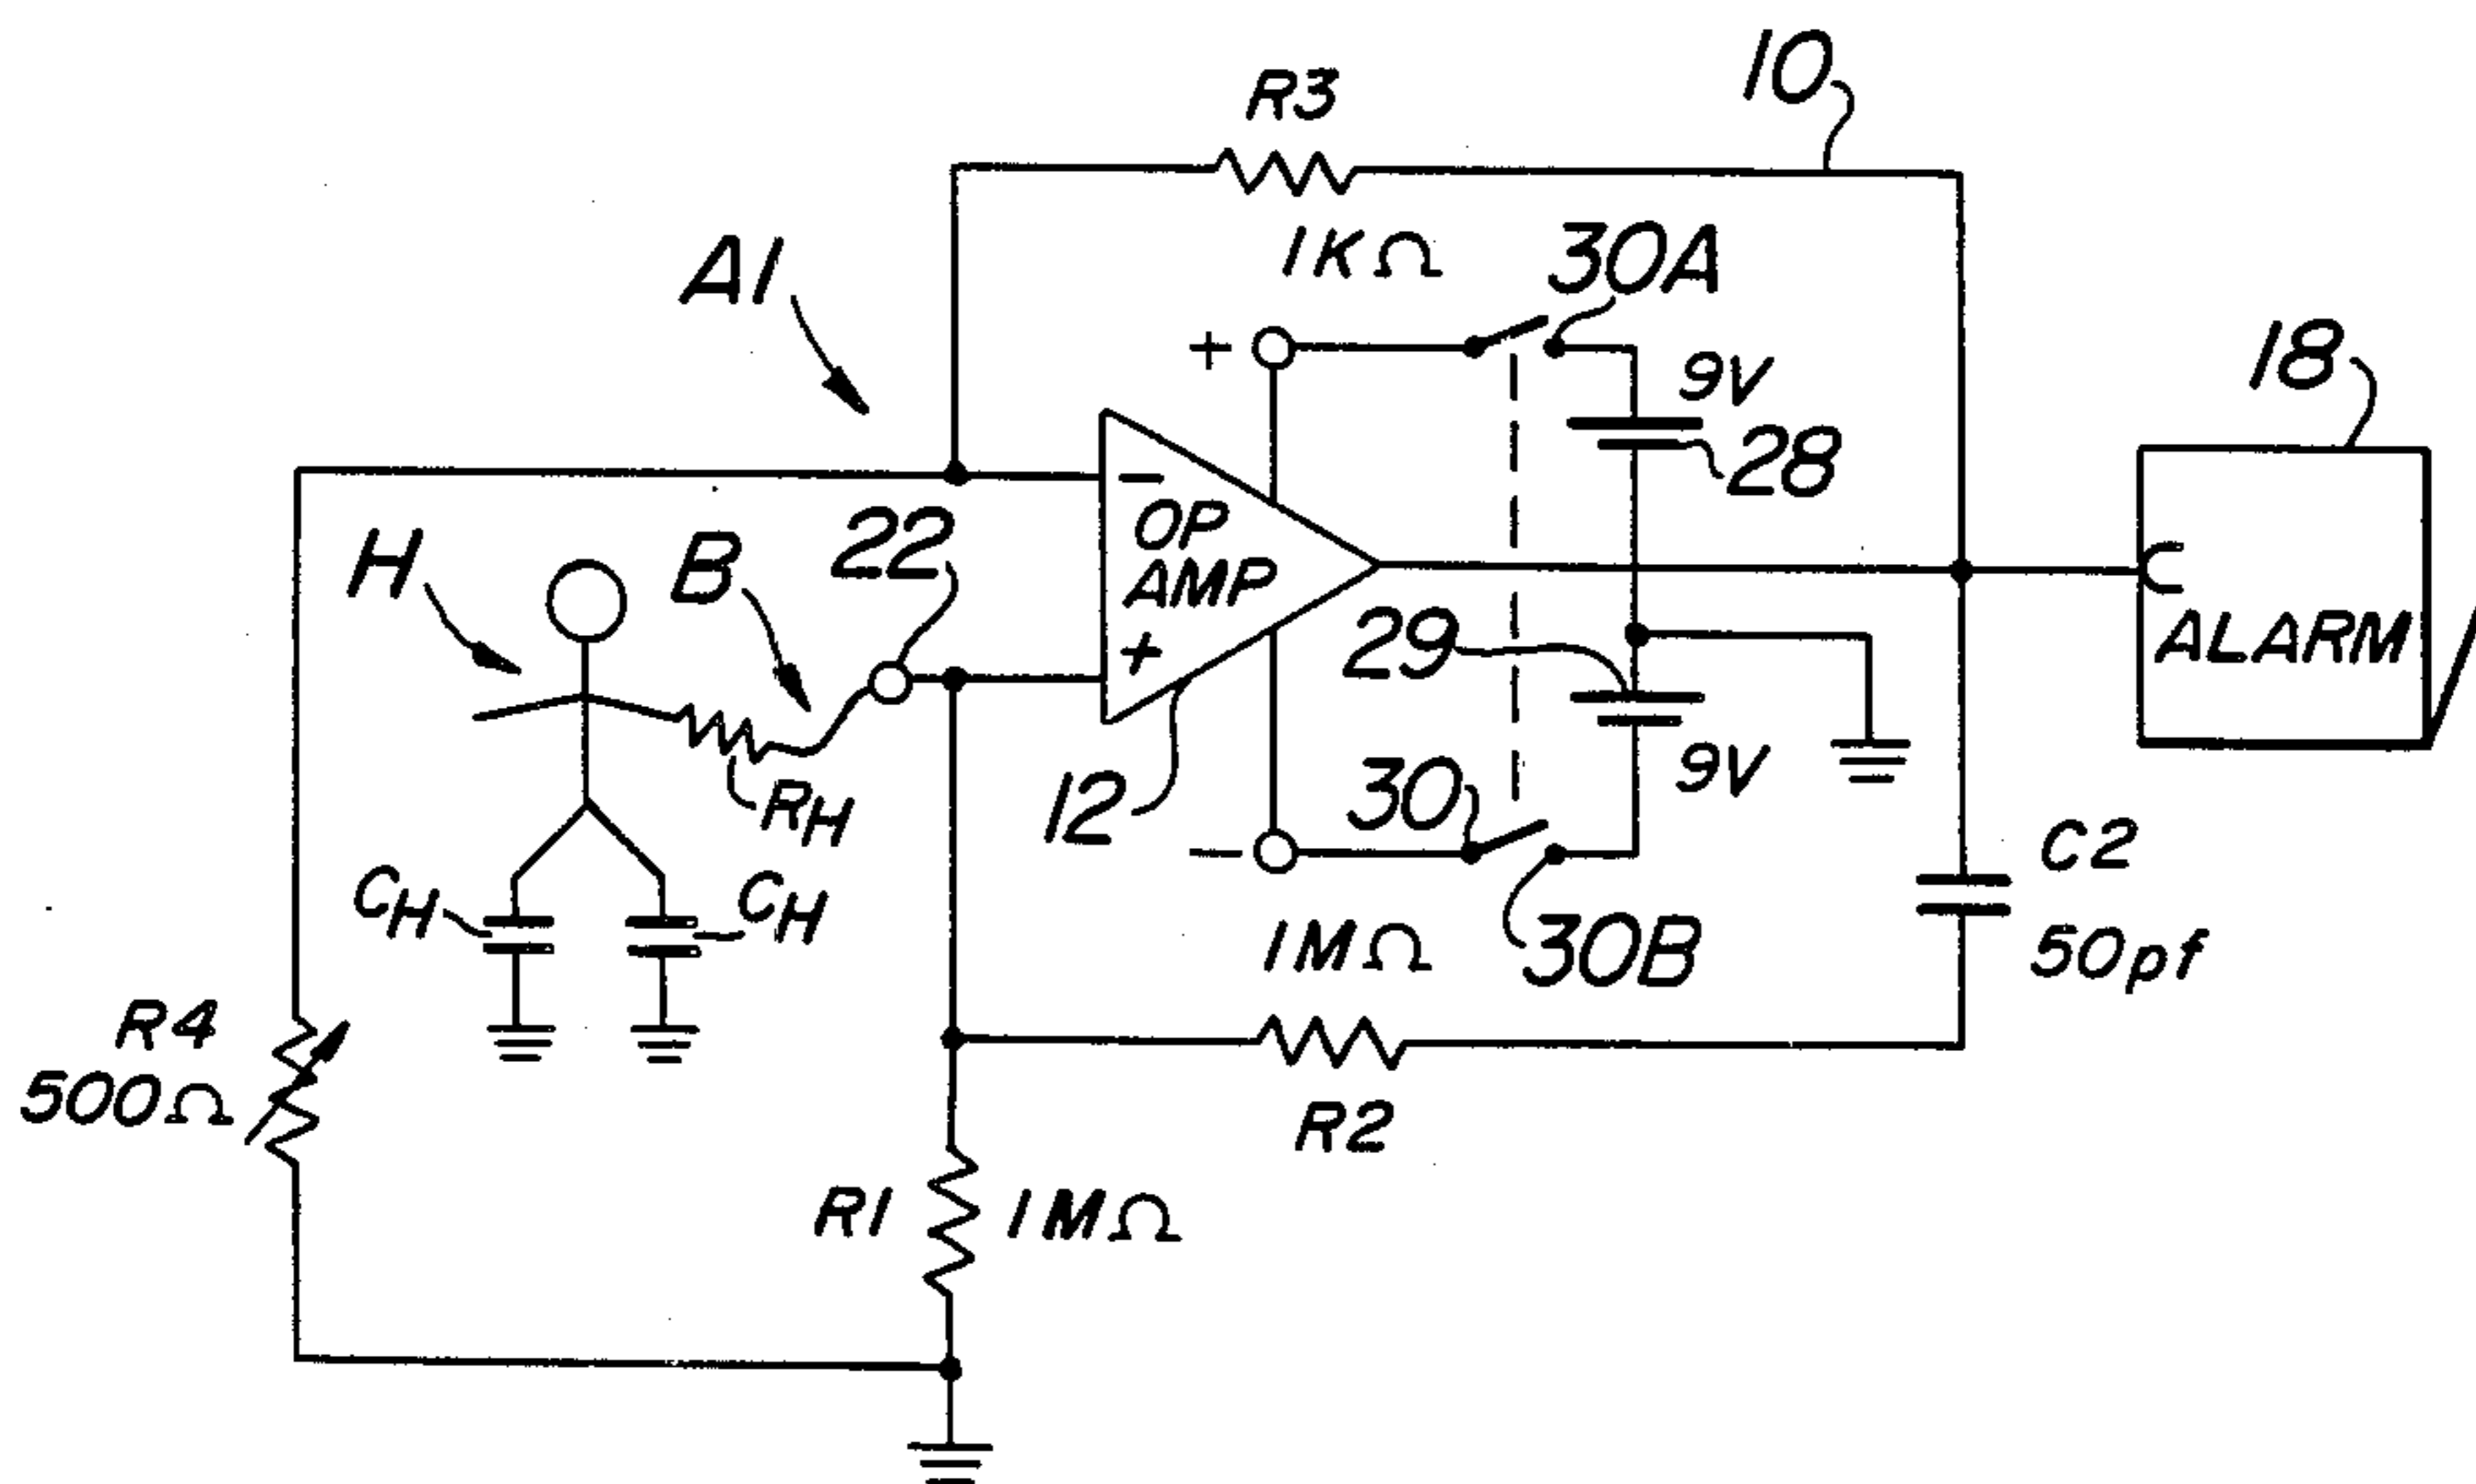 10
R3
1KΩ
A1
30A
+
9V
18
28
H
B
22
-
OP
AMP
+
ALARM
29
RH
12
30
9V
-
CH
CH
C2
50pf
1MΩ
30B
R4
500Ω
R2
R1
1MΩ